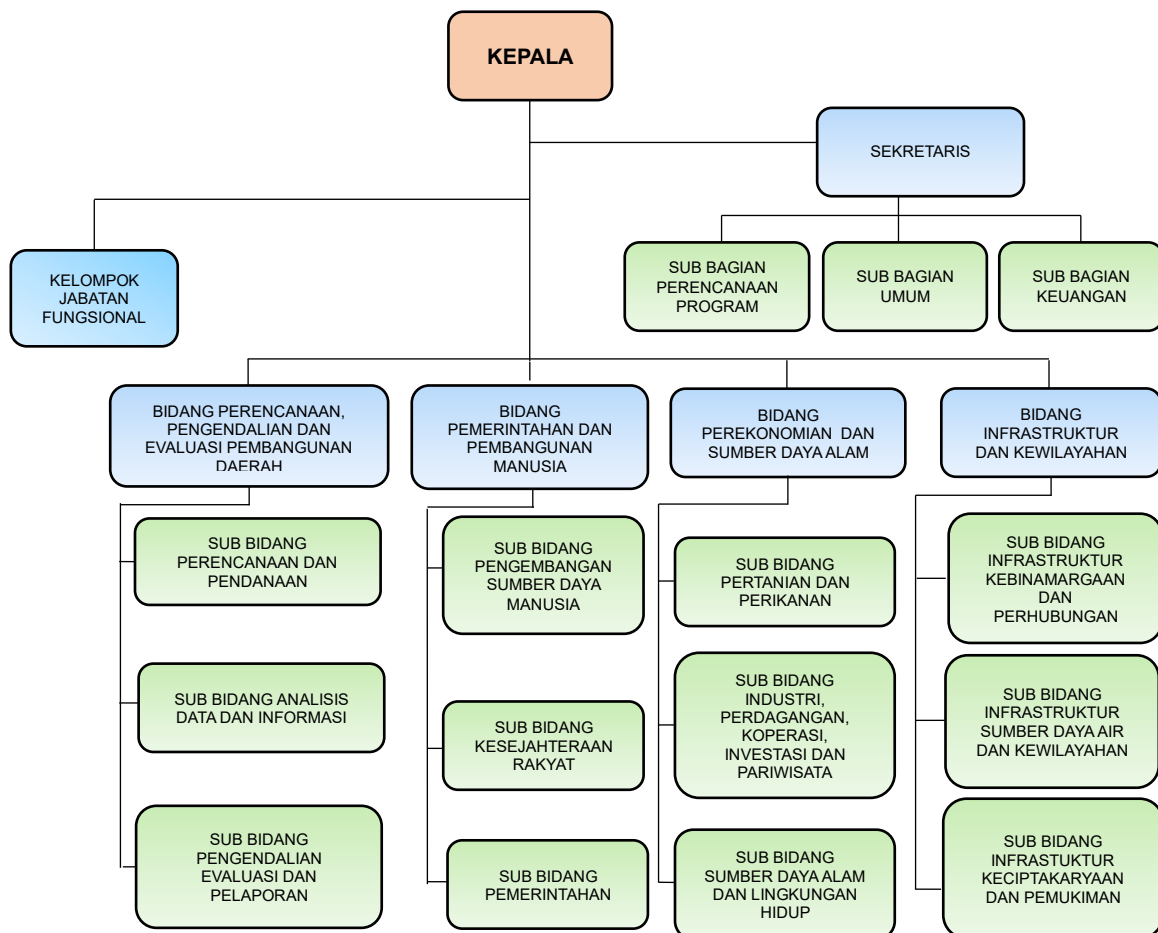 KEPALA
SEKRETARIS
KELOMPOK
JABATAN
FUNGSIONAL
SUB BAGIAN
PERENCANAAN
PROGRAM
SUB BAGIAN
UMUM
SUB BAGIAN
KEUANGAN
BIDANG PERENCANAAN,
PENGENDALIAN DAN
EVALUASI PEMBANGUNAN
DAERAH
BIDANG
PEMERINTAHAN DAN
PEMBANGUNAN
MANUSIA
BIDANG
PEREKONOMIAN DAN
SUMBER DAYA ALAM
BIDANG
INFRASTRUKTUR
DAN KEWILAYAHAN
SUB BIDANG
PERENCANAAN DAN
PENDANAAN
SUB BIDANG
PENGEMBANGAN
SUMBER DAYA
MANUSIA
SUB BIDANG
PERTANIAN DAN
PERIKANAN
SUB BIDANG
INFRASTRUKTUR
KEBINAMARGAAN
DAN
PERHUBUNGAN
SUB BIDANG ANALISIS
DATA DAN INFORMASI
SUB BIDANG
KESEJAHTERAAN
RAKYAT
SUB BIDANG
INDUSTRI,
PERDAGANGAN,
KOPERASI,
INVESTASI DAN
PARIWISATA
SUB BIDANG
INFRASTRUKTUR
SUMBER DAYA AIR
DAN KEWILAYAHAN
SUB BIDANG
PENGENDALIAN
EVALUASI DAN
PELAPORAN
SUB BIDANG
PEMERINTAHAN
SUB BIDANG
SUMBER DAYA ALAM
DAN LINGKUNGAN
HIDUP
SUB BIDANG
INFRASTUKTUR
KECIPTAKARYAAN
DAN PEMUKIMAN